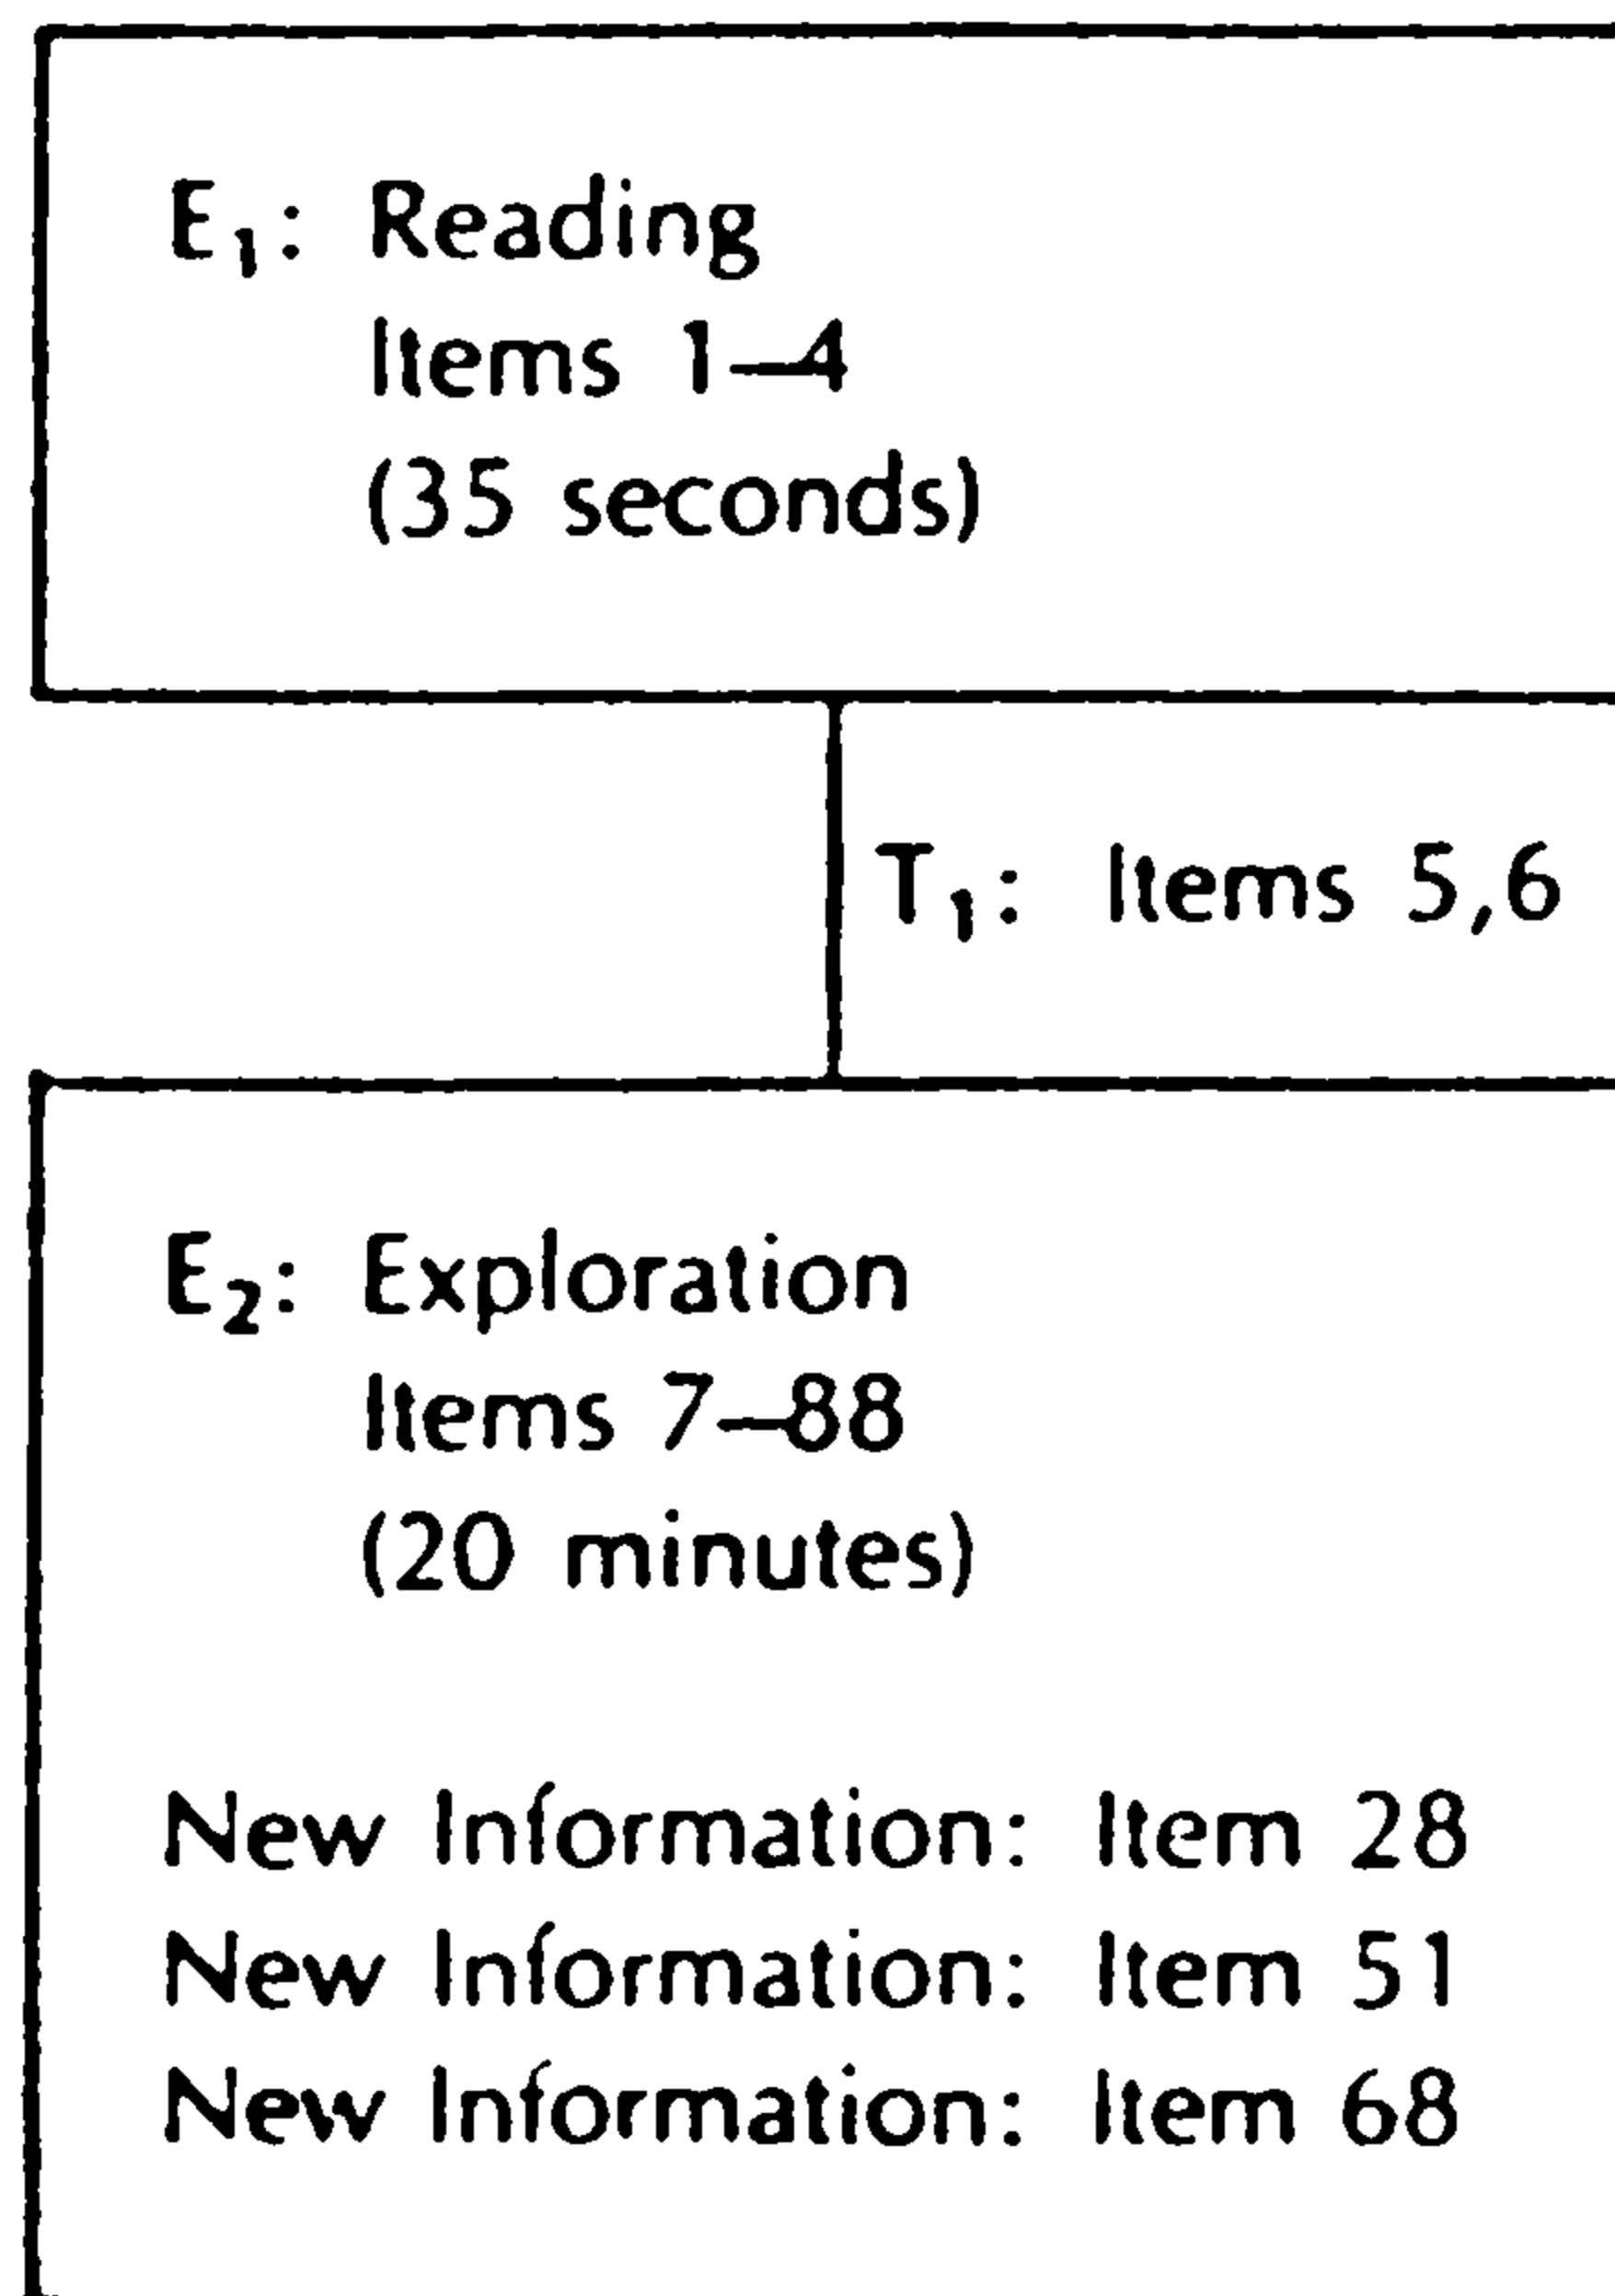 E₁: Reading
Items 1–4
(35 seconds)
T₁: Items 5,6
E₂: Exploration
Items 7–88
(20 minutes)
New Information: Item 28
New Information: Item 51
New Information: Item 68